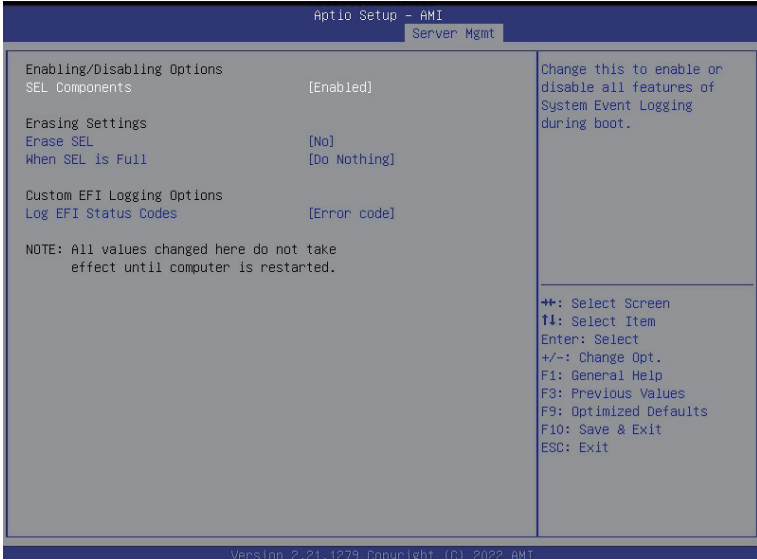 Aptio Setup – AMI
Server Mgmt
Enabling/Disabling Options
SEL Components [Enabled]
Erasing Settings
Erase SEL [No]
When SEL is Full [Do Nothing]
Custom EFI Logging Options
Log EFI Status Codes [Error code]
NOTE: All values changed here do not take
effect until computer is restarted.
Change this to enable or
disable all features of
System Event Logging
during boot.
→←: Select Screen
↑↓: Select Item
Enter: Select
+/-: Change Opt.
F1: General Help
F3: Previous Values
F9: Optimized Defaults
F10: Save & Exit
ESC: Exit
Version 2.21.1279 Copyright (C) 2022 AMI